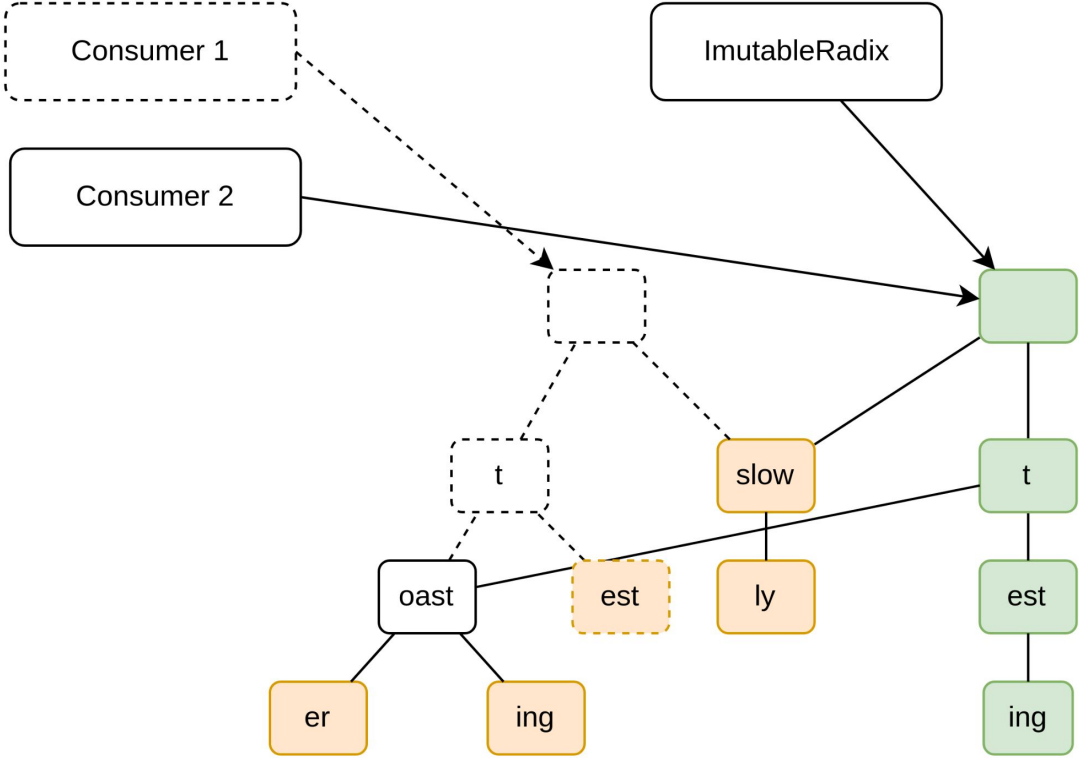 Consumer 1
ImutableRadix
Consumer 2
t
slow
t
oast
est
ly
est
er
ing
ing